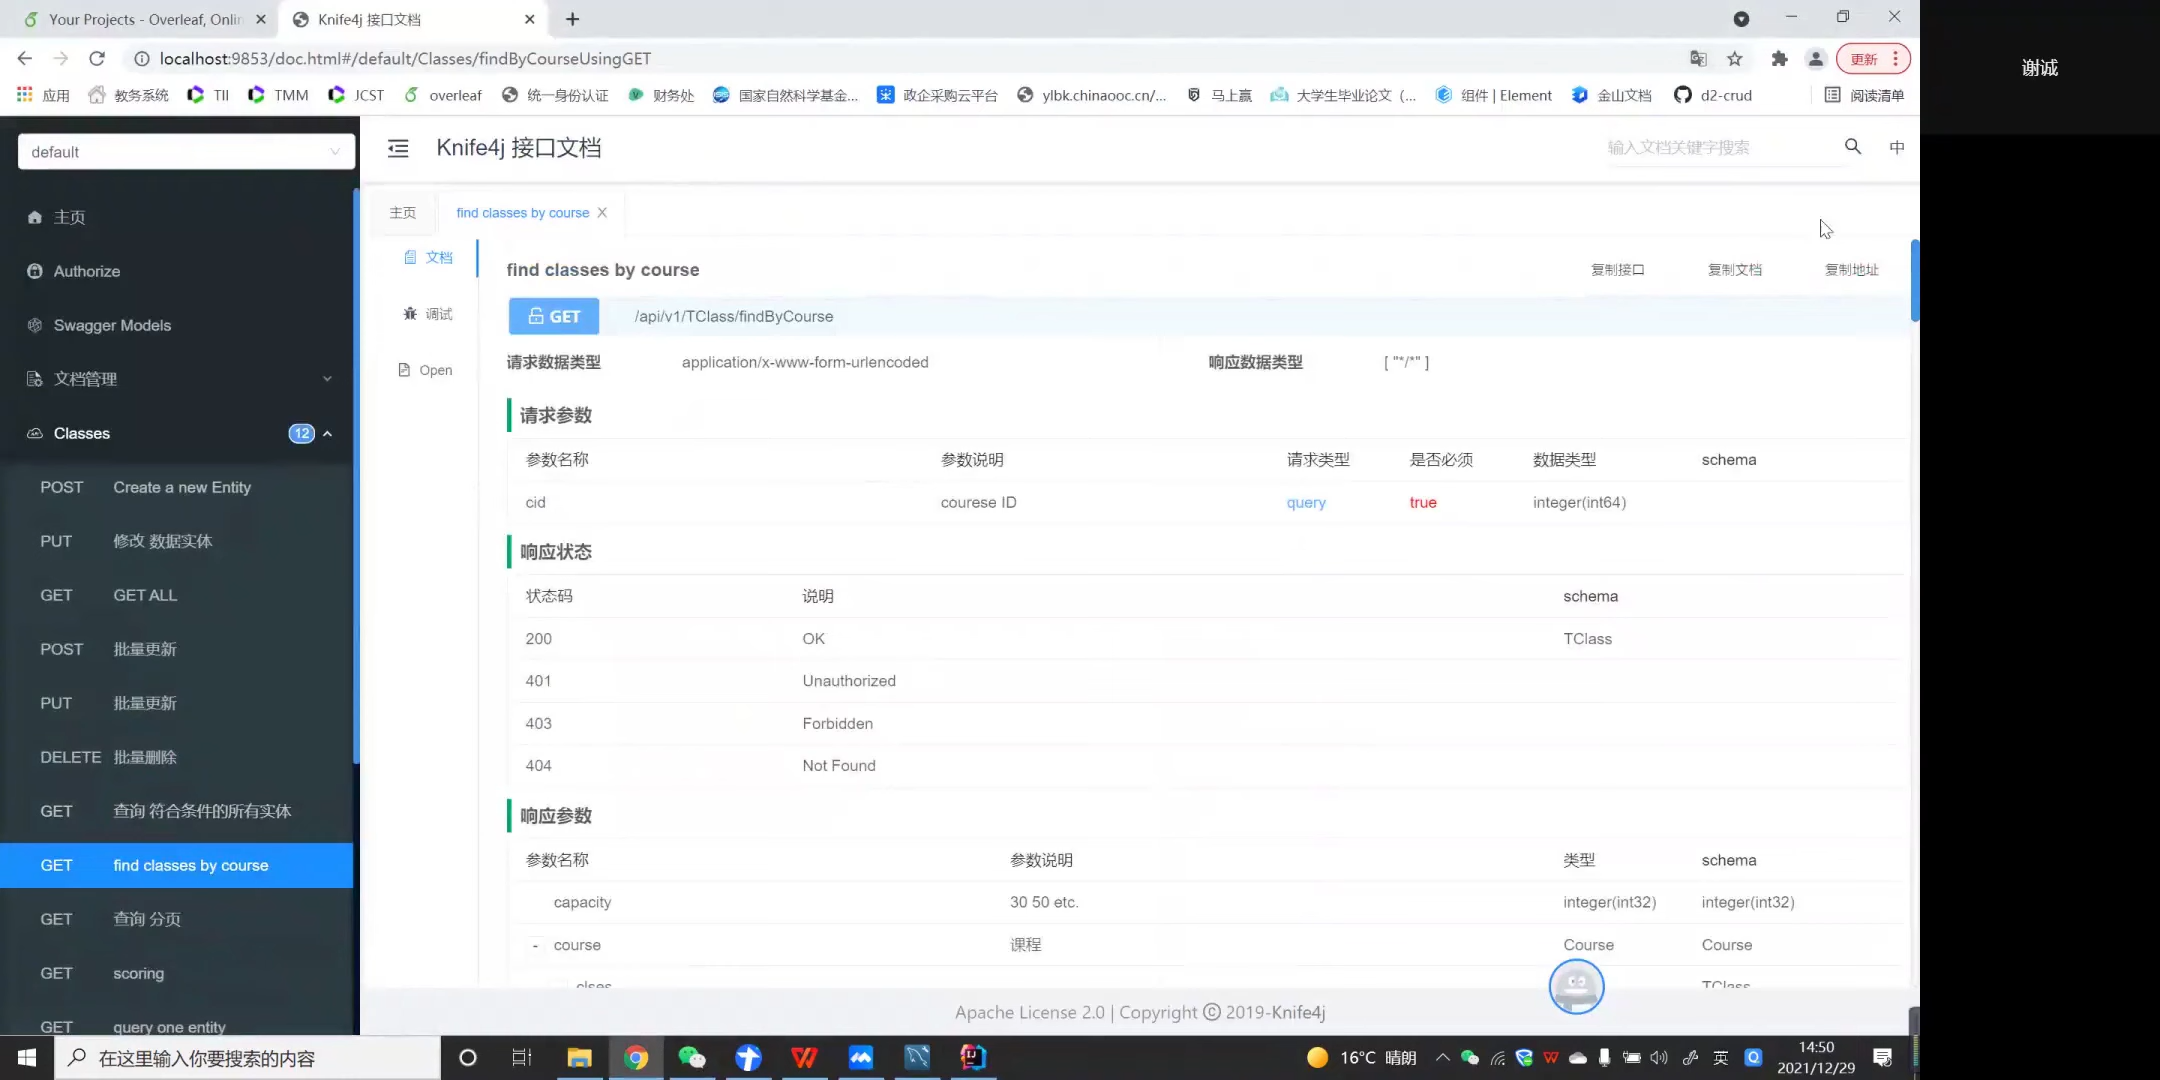 Your Projects - Overleaf, Onlin
Knife4j 接口文档
localhost:9853/doc.html#/default/Classes/findByCourseUsingGET
更新
应用
教务系统
TII
TMM
JCST
overleaf
统一身份认证
财务处
国家自然科学基金...
政企采购云平台
ylbk.chinaooc.cn/...
马上赢
大学生毕业论文（...
组件 | Element
金山文档
d2-crud
阅读清单
谢诚
default
Knife4j 接口文档
输入文档关键字搜索
中
主页
Authorize
Swagger Models
文档管理
Classes 12
POST Create a new Entity
PUT 修改 数据实体
GET GET ALL
POST 批量更新
PUT 批量更新
DELETE 批量删除
GET 查询 符合条件的所有实体
GET find classes by course
GET 查询 分页
GET scoring
GET query one entity
主页
find classes by course
文档
调试
Open
find classes by course
复制接口 复制文档 复制地址
GET /api/v1/TClass/findByCourse
请求数据类型 application/x-www-form-urlencoded 响应数据类型 [ "*/*" ]
请求参数
参数名称 参数说明 请求类型 是否必须 数据类型 schema
cid courese ID query true integer(int64)
响应状态
状态码 说明 schema
200 OK TClass
401 Unauthorized
403 Forbidden
404 Not Found
响应参数
参数名称 参数说明 类型 schema
capacity 30 50 etc. integer(int32) integer(int32)
- course 课程 Course Course
clses TClass
Apache License 2.0 | Copyright © 2019-Knife4j
在这里输入你要搜索的内容
16°C 晴朗
英
14:50
2021/12/29